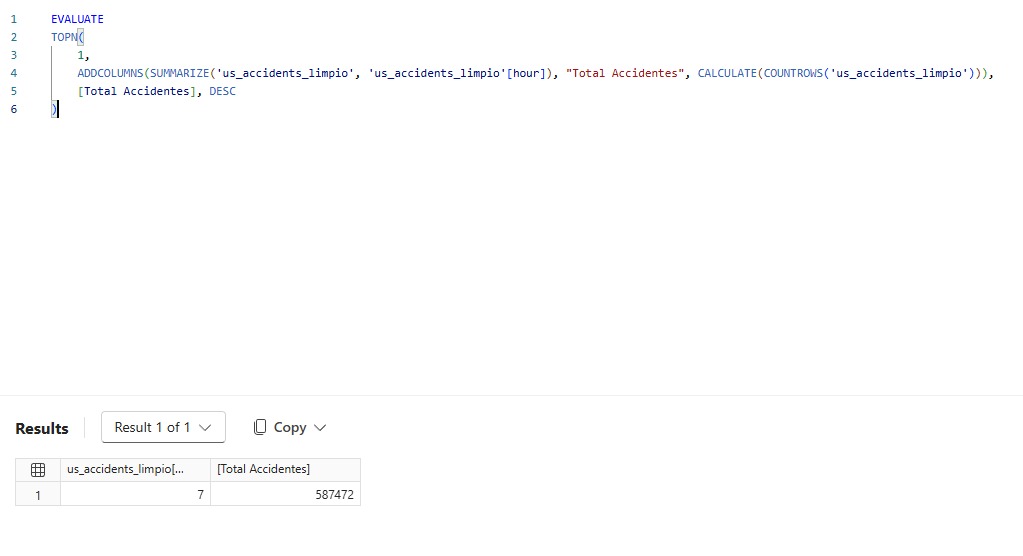 1 EVALUATE
2 TOPN(
3 1,
4 ADDCOLUMNS(SUMMARIZE('us_accidents_limpio', 'us_accidents_limpio'[hour]), "Total Accidentes", CALCULATE(COUNTROWS('us_accidents_limpio'))),
5 [Total Accidentes], DESC
6 )
Results Result 1 of 1 Copy
us_accidents_limpio[... [Total Accidentes]
1 7 587472